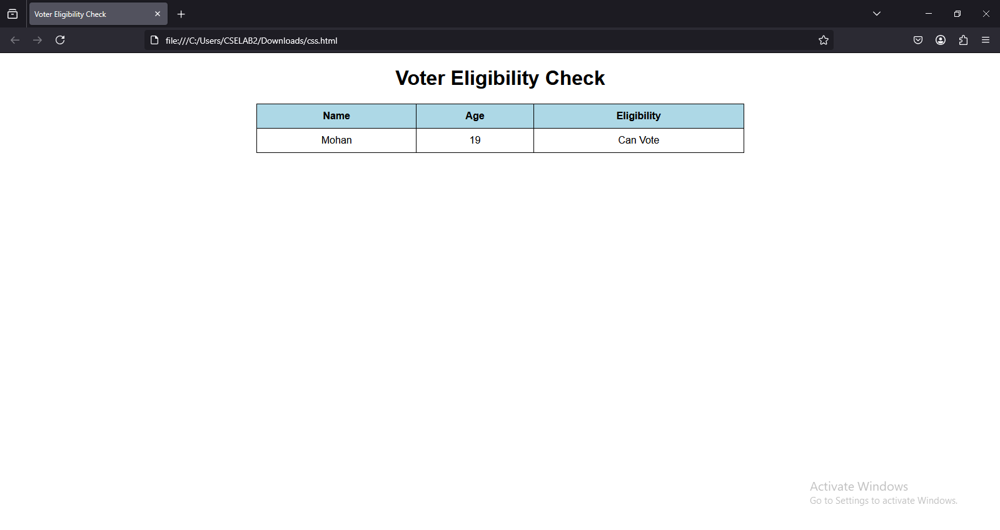 Voter Eligibility Check
file:///C:/Users/CSELAB2/Downloads/css.html
Voter Eligibility Check
Name Age Eligibility
Mohan 19 Can Vote
Activate Windows
Go to Settings to activate Windows.